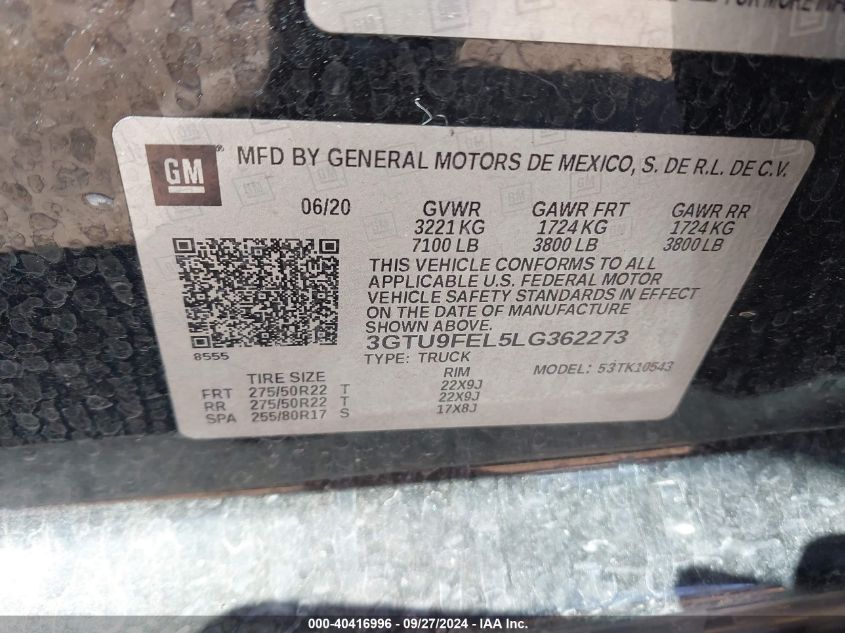 FOR MORE INFO
GM
MFD BY GENERAL MOTORS DE MEXICO, S. DE R.L. DE C.V.
06/20 GVWR GAWR FRT GAWR RR
3221 KG 1724 KG 1724 KG
7100 LB 3800 LB 3800 LB
THIS VEHICLE CONFORMS TO ALL
APPLICABLE U.S. FEDERAL MOTOR
VEHICLE SAFETY STANDARDS IN EFFECT
ON THE DATE OF MANUFACTURE
SHOWN ABOVE.
3GTU9FEL5LG362273
8555
TYPE: TRUCK MODEL: 53TK10543
TIRE SIZE RIM
FRT 275/50R22 T 22X9J
RR 275/50R22 T 22X9J
SPA 255/80R17 S 17X8J
000-40416996 - 09/27/2024 - IAA Inc.